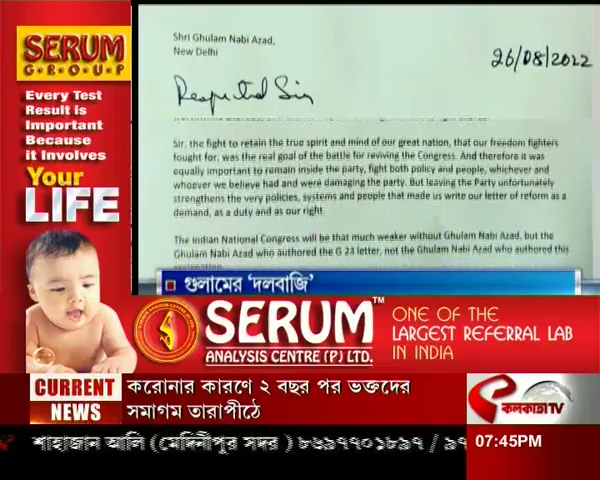 SERUM
G·R·O·U·P
Every Test
Result is
Important
Because
it Involves
Your
LIFE
Shri Ghulam Nabi Azad,
New Delhi
26/08/2022
Respected Sir
Sir, the fight to retain the true spirit and mind of our great nation, that our freedom fighters
fought for, was the real goal of the battle for reviving the Congress. And therefore it was
equally important to remain inside the party, fight both policy and people, whichever and
whoever we believed had and were damaging the party. But leaving the Party unfortunately
strengthens the very policies, systems and people that made us write our letter of reform as a
demand, as a duty and as our right.
The Indian National Congress will be that much weaker without Ghulam Nabi Azad, but the
Ghulam Nabi Azad who authored the G 23 letter, not the Ghulam Nabi Azad who authored this
গুলামের 'দলবাজি'
SERUM™
ANALYSIS CENTRE (P) LTD.
ONE OF THE
LARGEST REFERRAL LAB
IN INDIA
CURRENT
NEWS
করোনার কারণে ২ বছর পর ভক্তদের
সমাগম তারাপীঠে
কলকাতা TV
শাহাজান আলি (মেদিনীপুর সদর) ৮৬৯৭৭০১৮৯৭ / ৯৭
07:45PM